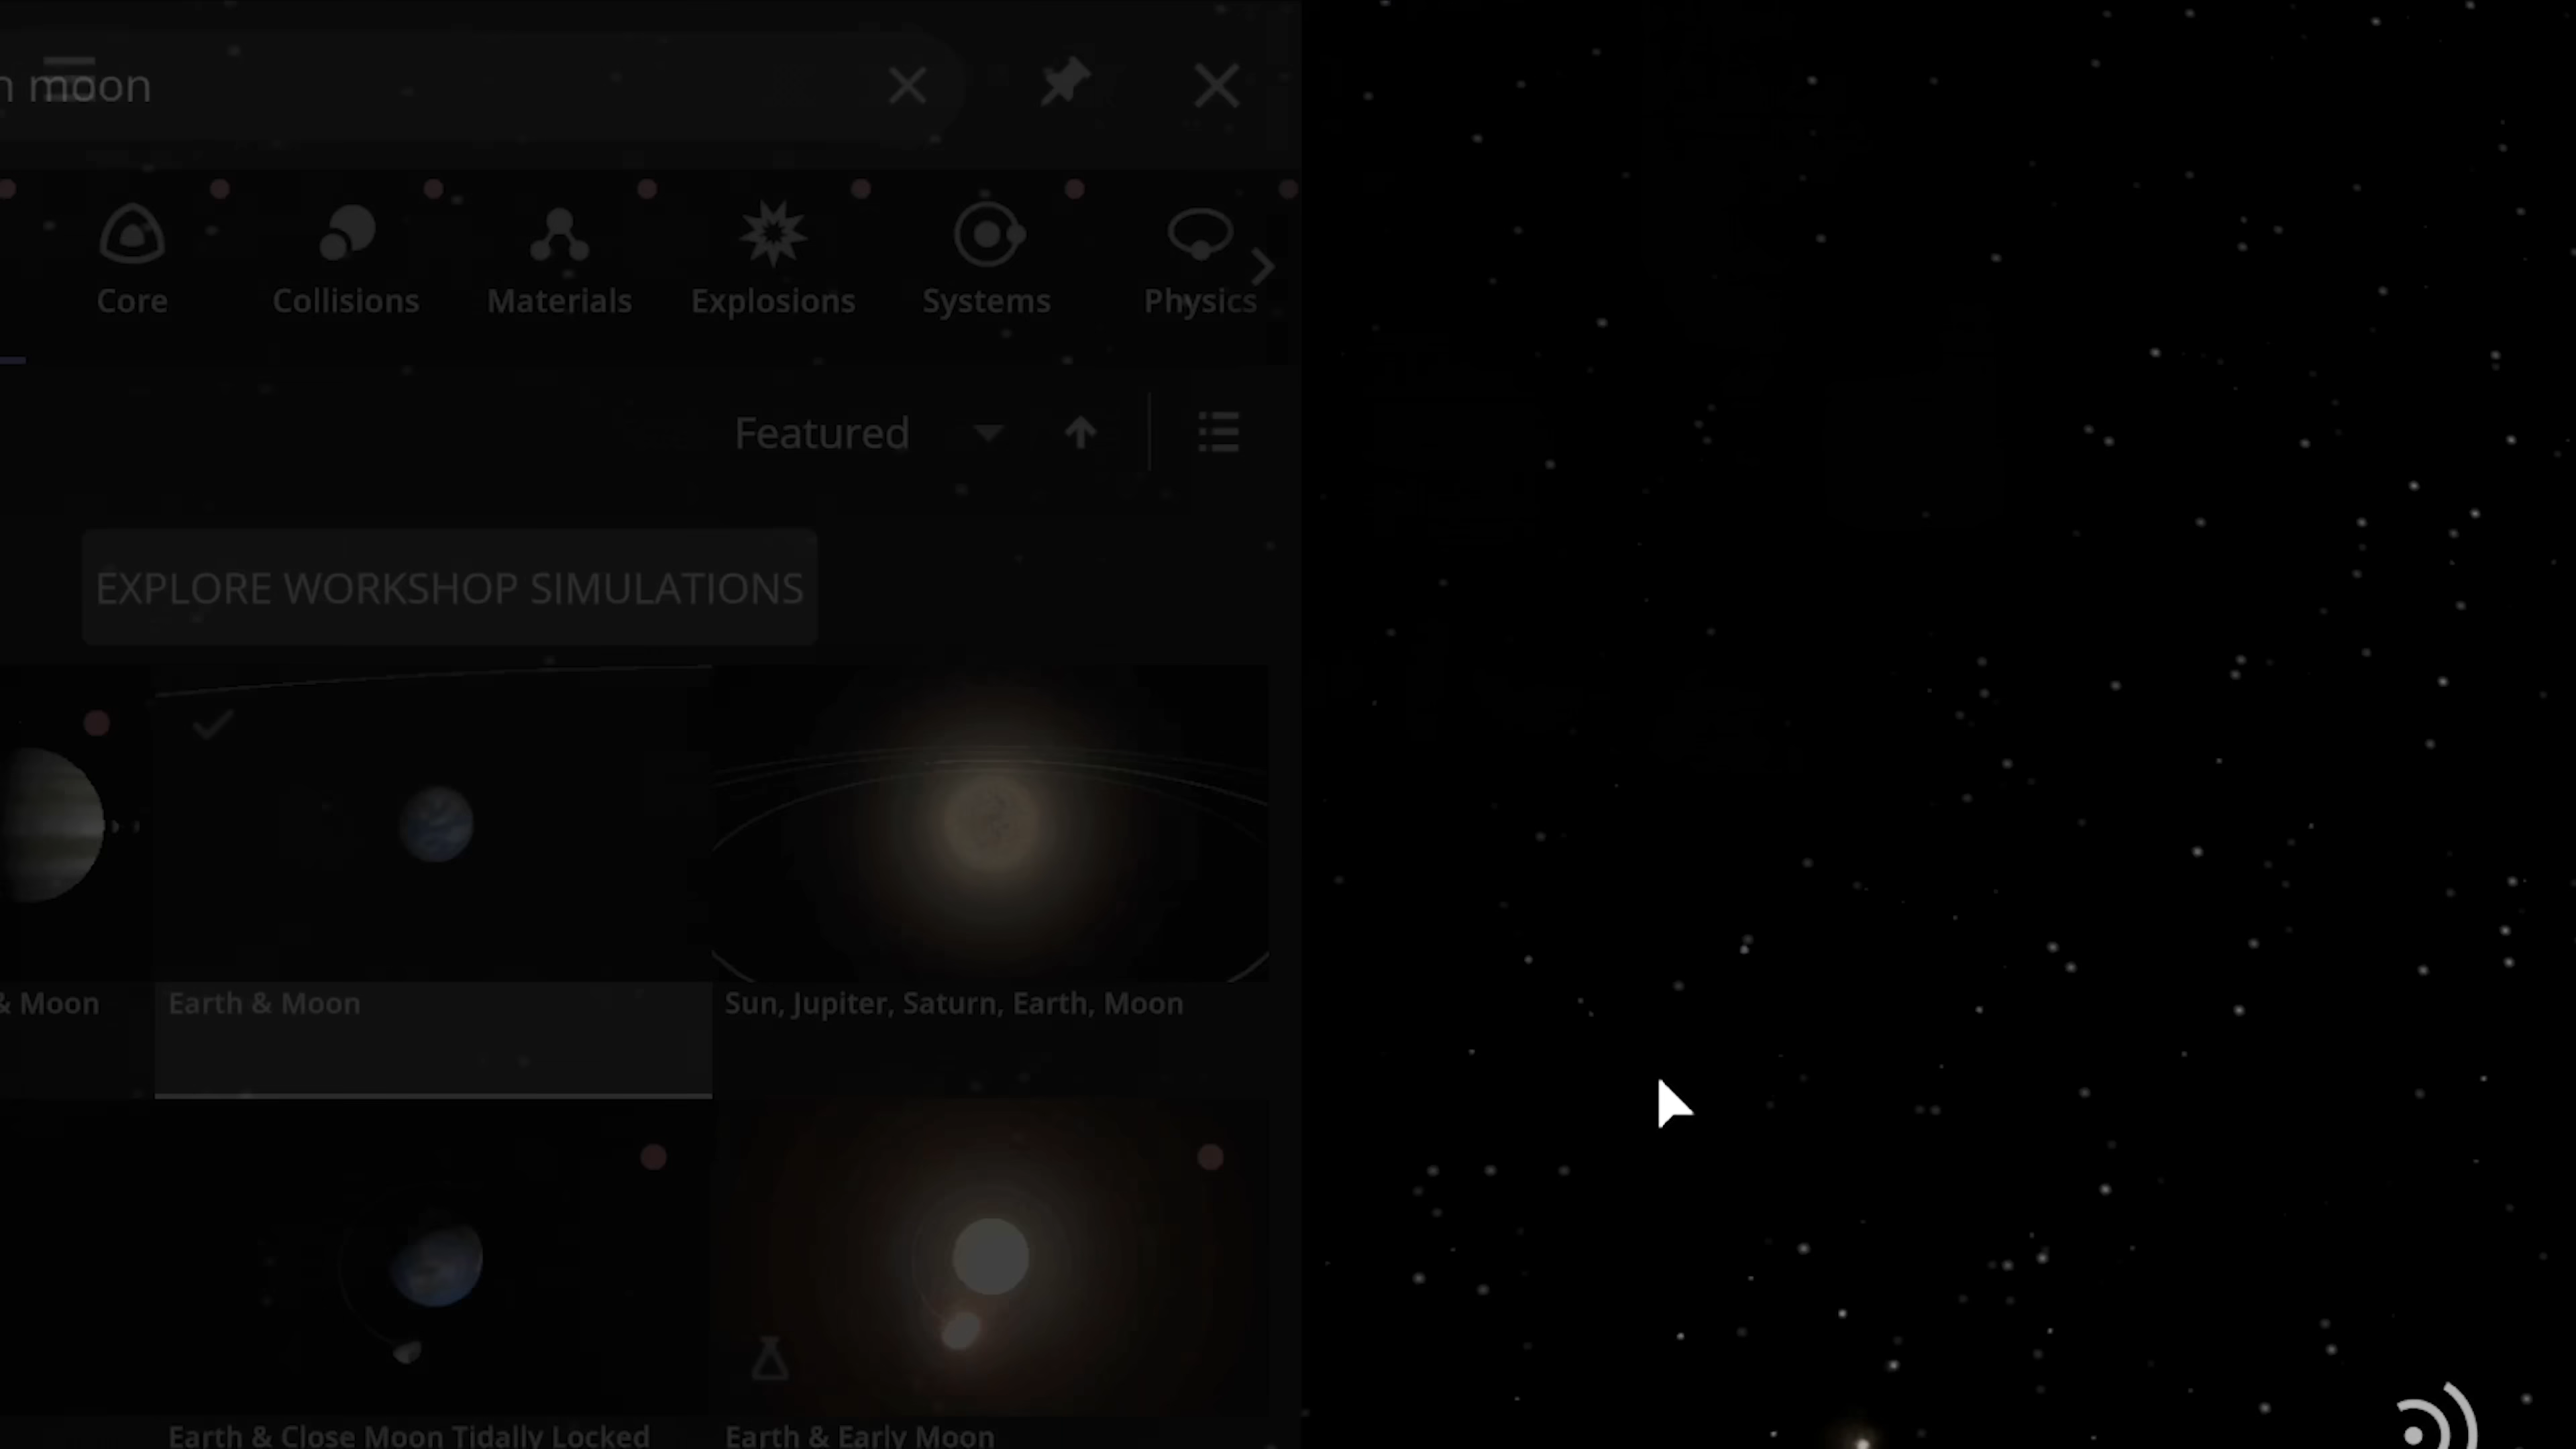 n moon
Core
Collisions
Materials
Explosions
Systems
Physics
Featured
EXPLORE WORKSHOP SIMULATIONS
& Moon
Earth & Moon
Sun, Jupiter, Saturn, Earth, Moon
Earth & Close Moon Tidally Locked
Earth & Early Moon